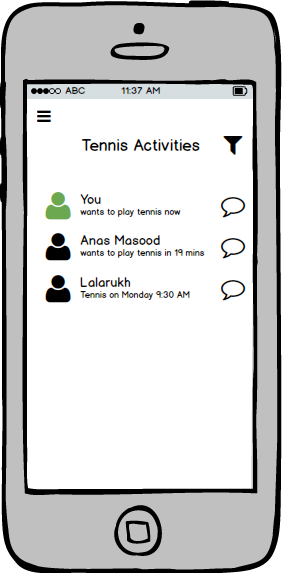 ABC 11:37 AM
Tennis Activities
You
wants to play tennis now
Anas Masood
wants to play tennis in 19 mins
Lalarukh
Tennis on Monday 9:30 AM